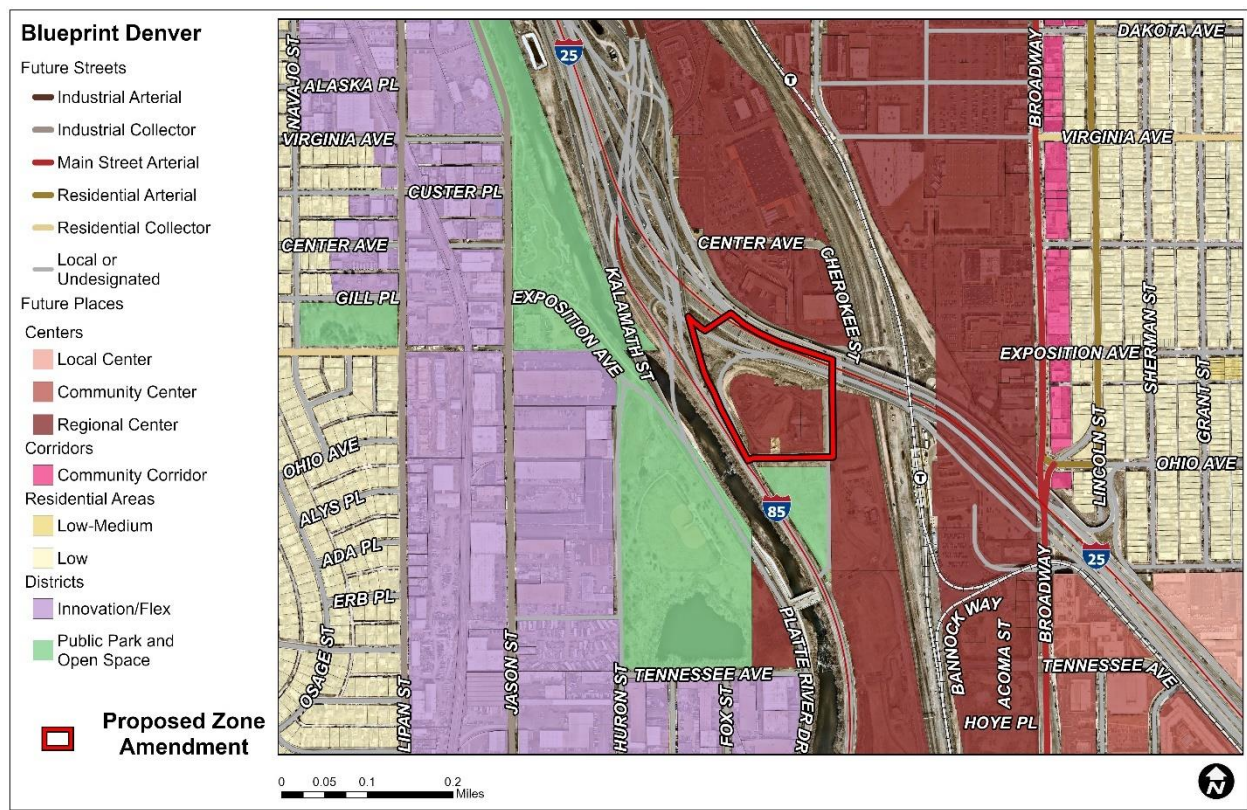 Blueprint Denver
Future Streets
Industrial Arterial
Industrial Collector
Main Street Arterial
Residential Arterial
Residential Collector
Local or
Undesignated
Future Places
Centers
Local Center
Community Center
Regional Center
Corridors
Community Corridor
Residential Areas
Low-Medium
Low
Districts
Innovation/Flex
Public Park and
Open Space
Proposed Zone
Amendment
0 0.05 0.1 0.2
Miles
N
NAVAJO ST
ALASKA PL
VIRGINIA AVE
CUSTER PL
CENTER AVE
GILL PL
EXPOSITION AVE
KALAMATH ST
25
T
CENTER AVE
CHEROKEE ST
BROADWAY
DAKOTA AVE
VIRGINIA AVE
EXPOSITION AVE
SHERMAN ST
GRANT ST
LINCOLN ST
OHIO AVE
OHIO AVE
ALYS PL
ADA PL
ERB PL
OSAGE ST
LIPAN ST
JASON ST
HURON ST
TENNESSEE AVE
FOX ST
PLATTE RIVER DR
85
T
BANNOCK WAY
ACOMA ST
BROADWAY
25
TENNESSEE AVE
HOYE PL